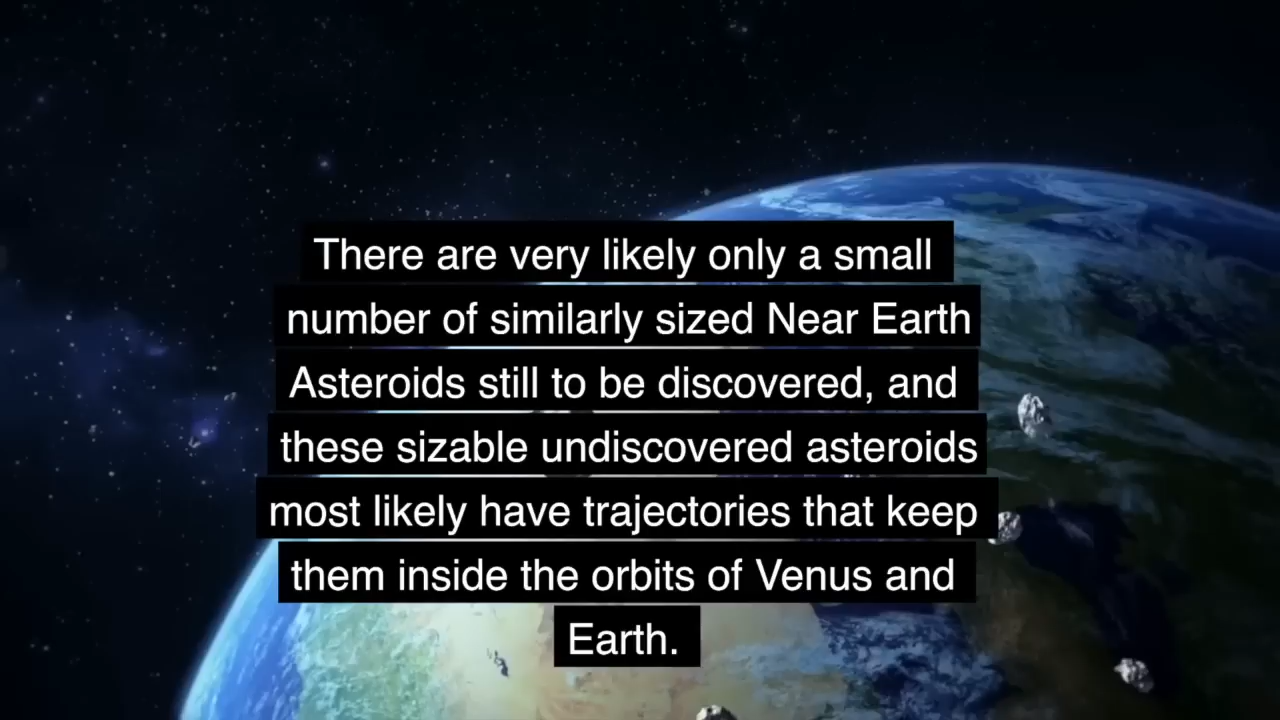 There are very likely only a small
number of similarly sized Near Earth
Asteroids still to be discovered, and
these sizable undiscovered asteroids
most likely have trajectories that keep
them inside the orbits of Venus and
Earth.